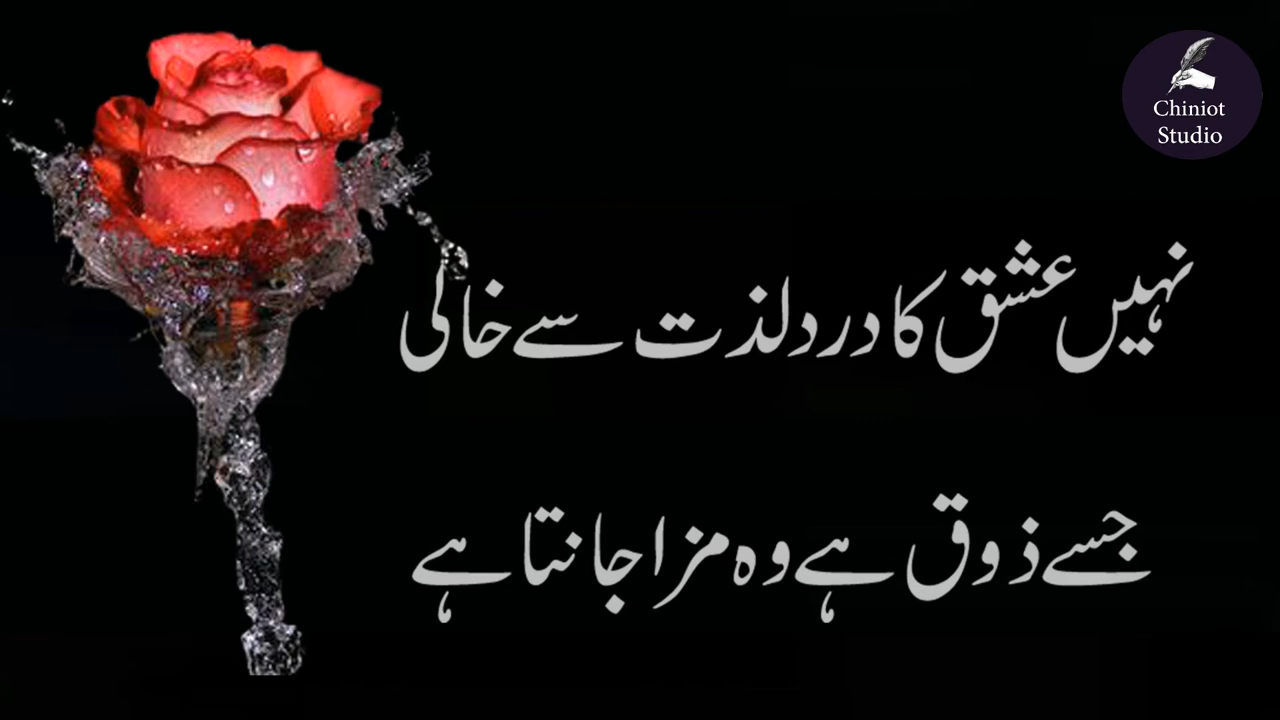 Chiniot
Studio
نہیں عشق کا درد لذت سے خالی
جسے ذوق ہے وہ مزا جانتا ہے